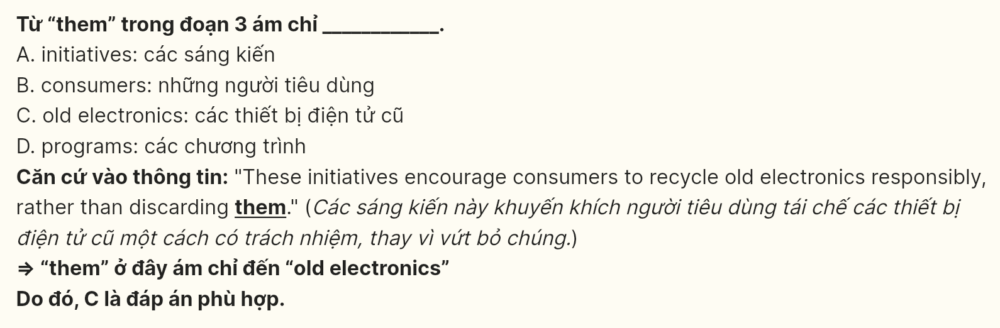 Từ “them” trong đoạn 3 ám chỉ ____________.
A. initiatives: các sáng kiến
B. consumers: những người tiêu dùng
C. old electronics: các thiết bị điện tử cũ
D. programs: các chương trình
Căn cứ vào thông tin: "These initiatives encourage consumers to recycle old electronics responsibly,
rather than discarding them." (Các sáng kiến này khuyến khích người tiêu dùng tái chế các thiết bị
điện tử cũ một cách có trách nhiệm, thay vì vứt bỏ chúng.)
⇒ “them” ở đây ám chỉ đến “old electronics”
Do đó, C là đáp án phù hợp.